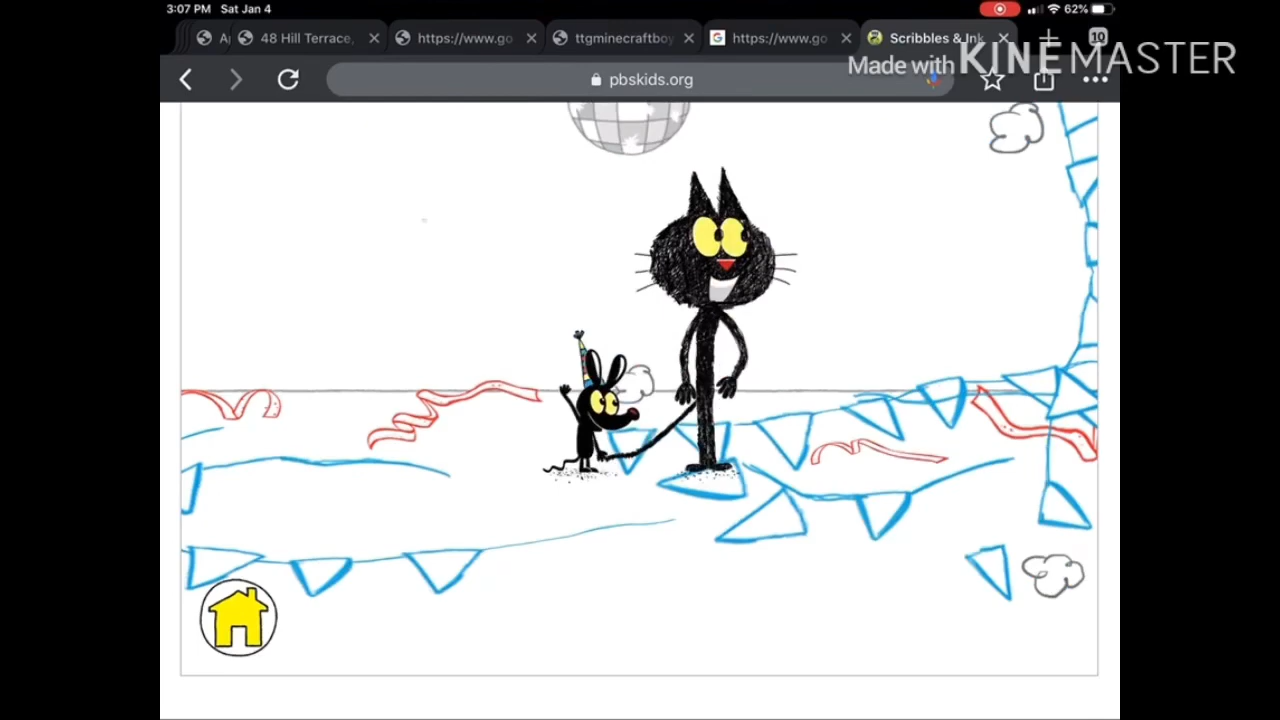 3:07 PM Sat Jan 4 62%
48 Hill Terrace, https://www.go ttgminecraftboy https://www.go Scribbles & Ink 10
Made with KINEMASTER
pbskids.org